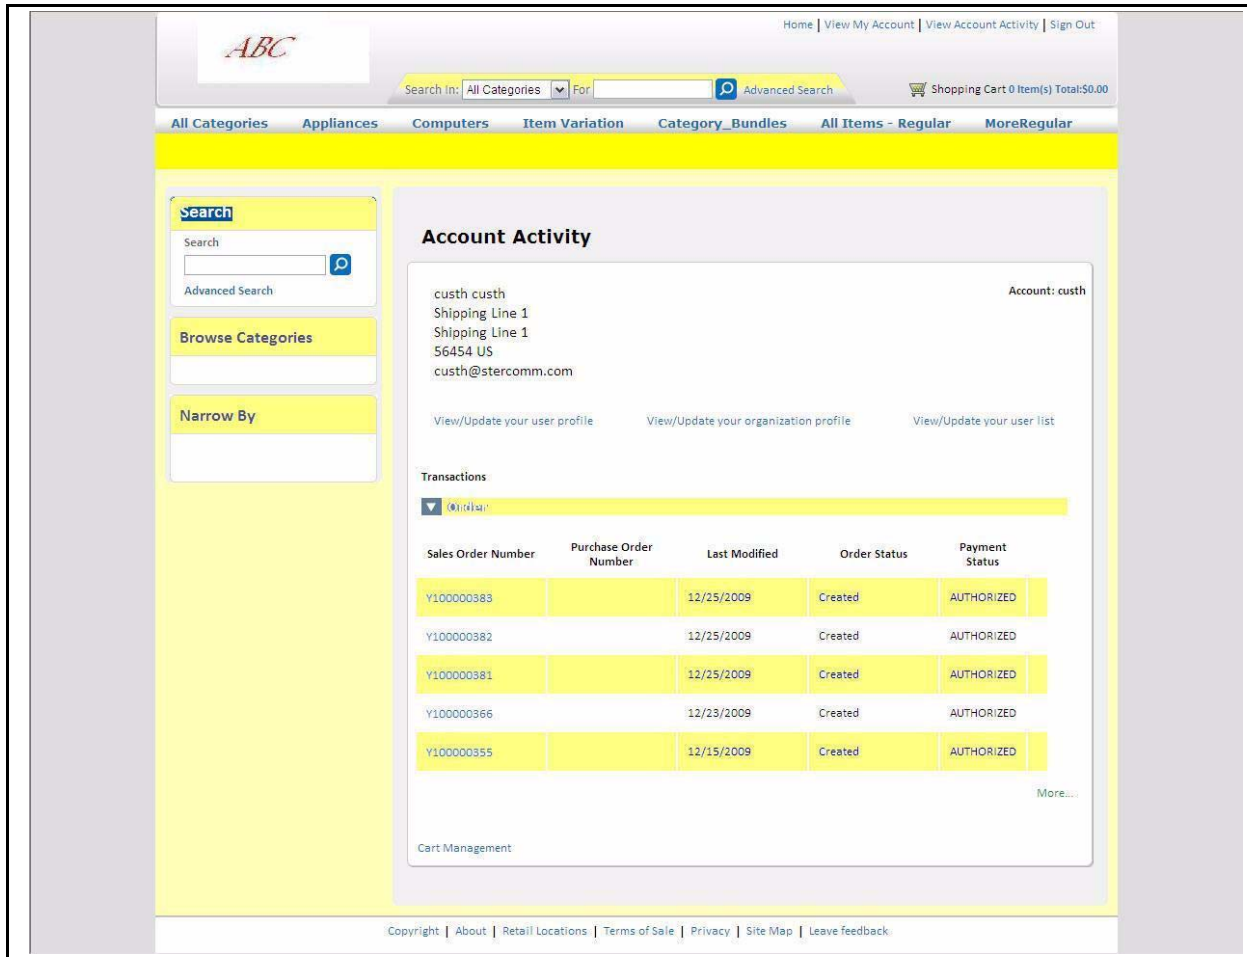 ABC
Home | View My Account | View Account Activity | Sign Out
Search In: All Categories For Advanced Search
Shopping Cart 0 Item(s) Total:$0.00
All Categories Appliances Computers Item Variation Category_Bundles All Items - Regular MoreRegular
Search
Search
Advanced Search
Browse Categories
Narrow By
Account Activity
custh custh
Account: custh
Shipping Line 1
Shipping Line 1
56454 US
custh@stercomm.com
View/Update your user profile View/Update your organization profile View/Update your user list
Transactions
Order
Sales Order Number Purchase Order Number Last Modified Order Status Payment Status
Y100000383 12/25/2009 Created AUTHORIZED
Y100000382 12/25/2009 Created AUTHORIZED
Y100000381 12/25/2009 Created AUTHORIZED
Y100000366 12/23/2009 Created AUTHORIZED
Y100000355 12/15/2009 Created AUTHORIZED
More...
Cart Management
Copyright | About | Retail Locations | Terms of Sale | Privacy | Site Map | Leave feedback